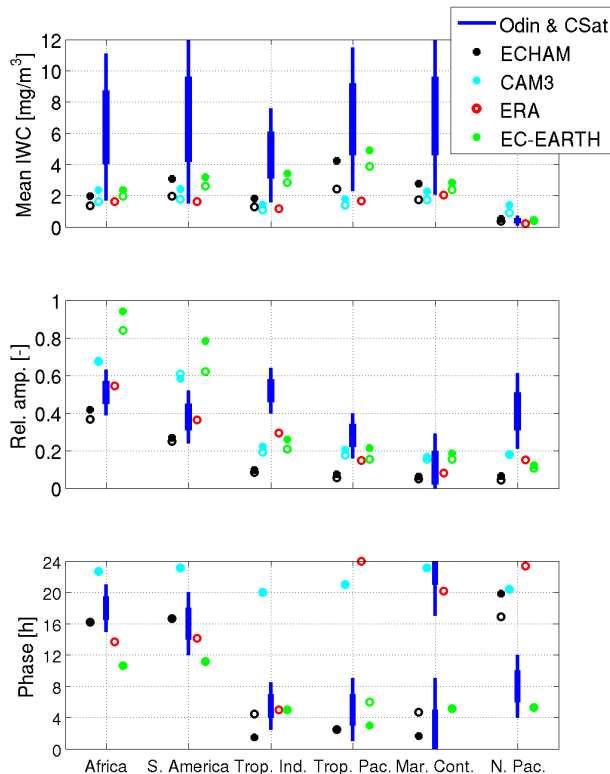 Odin & CSat
ECHAM
CAM3
ERA
EC-EARTH
Mean IWC [mg/m³]
12
10
8
6
4
2
0
Rel. amp. [-]
1
0.8
0.6
0.4
0.2
0
Phase [h]
24
20
16
12
8
4
0
Africa S. America Trop. Ind. Trop. Pac. Mar. Cont. N. Pac.